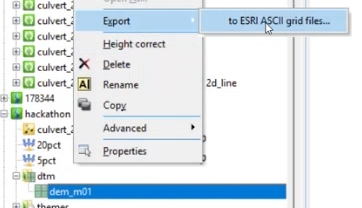 culvert_2
Export
to ESRI ASCII grid files...
culvert_2
Height correct
culvert_2
Delete
culvert_2
Rename
culvert_2
2d_line
178344
Copy
hackathon
culvert_2
Advanced
20pct
5pct
Properties
dtm
dem_m01
themes